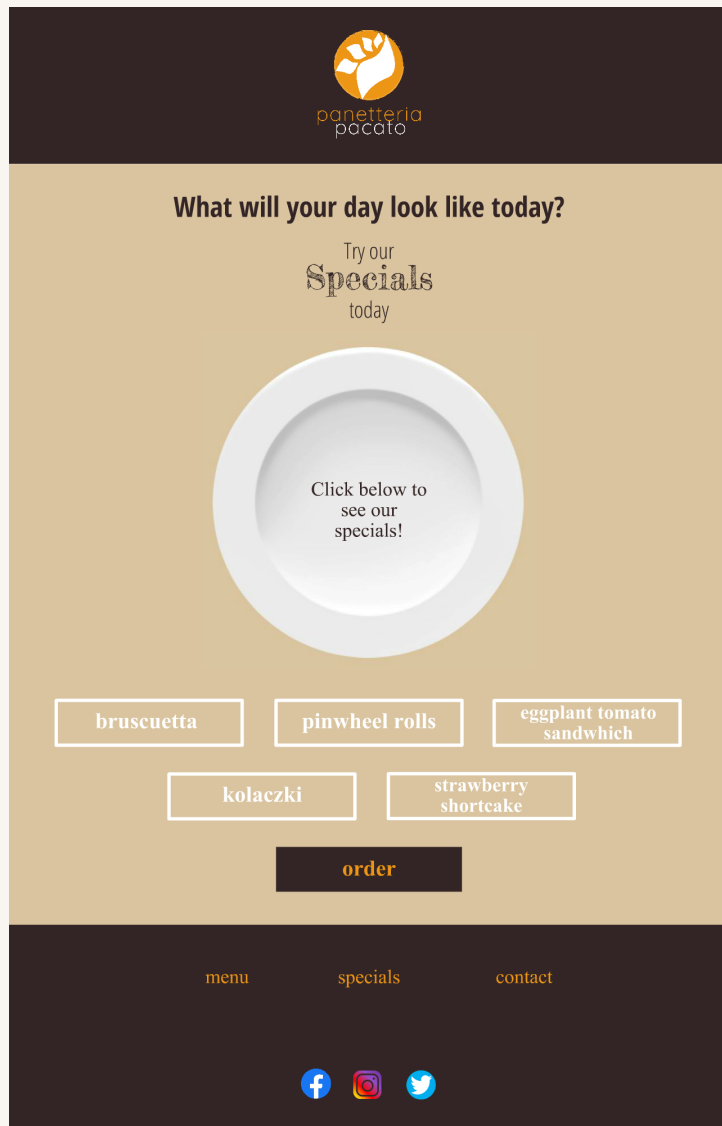 panetteria
pacato
What will your day look like today?
Try our
Specials
today
Click below to
see our
specials!
bruscuetta
pinwheel rolls
eggplant tomato
sandwhich
kolaczki
strawberry
shortcake
order
menu
specials
contact